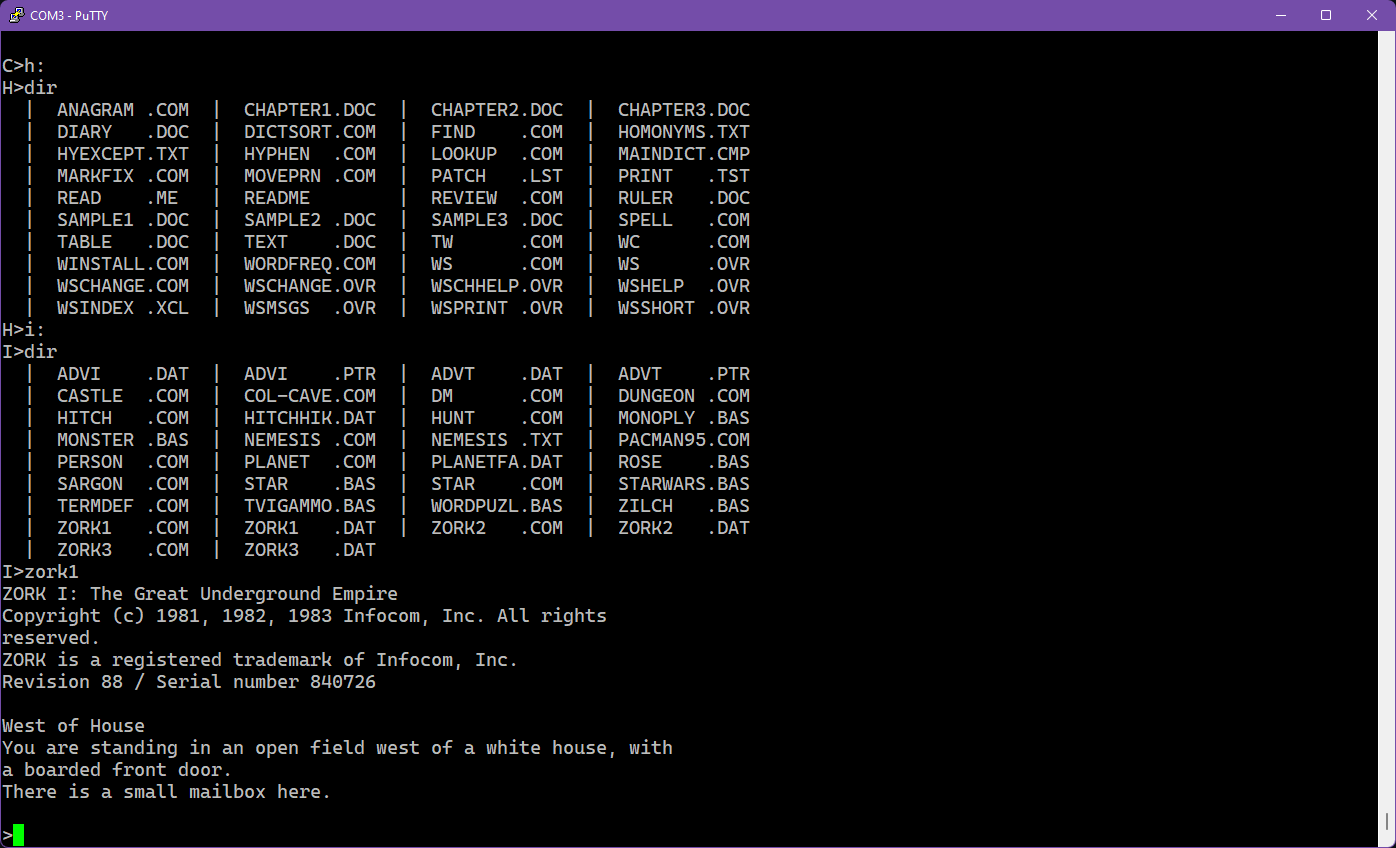 COM3 - PuTTY
C>h:
H>dir
  |  ANAGRAM .COM  |  CHAPTER1.DOC  |  CHAPTER2.DOC  |  CHAPTER3.DOC
  |  DIARY   .DOC  |  DICTSORT.COM  |  FIND    .COM  |  HOMONYMS.TXT
  |  HYEXCEPT.TXT  |  HYPHEN  .COM  |  LOOKUP  .COM  |  MAINDICT.CMP
  |  MARKFIX .COM  |  MOVEPRN .COM  |  PATCH   .LST  |  PRINT   .TST
  |  READ    .ME   |  README        |  REVIEW  .COM  |  RULER   .DOC
  |  SAMPLE1 .DOC  |  SAMPLE2 .DOC  |  SAMPLE3 .DOC  |  SPELL   .COM
  |  TABLE   .DOC  |  TEXT    .DOC  |  TW      .COM  |  WC      .COM
  |  WINSTALL.COM  |  WORDFREQ.COM  |  WS      .COM  |  WS      .OVR
  |  WSCHANGE.COM  |  WSCHANGE.OVR  |  WSCHHELP.OVR  |  WSHELP  .OVR
  |  WSINDEX .XCL  |  WSMSGS  .OVR  |  WSPRINT .OVR  |  WSSHORT .OVR
H>i:
I>dir
  |  ADVI    .DAT  |  ADVI    .PTR  |  ADVT    .DAT  |  ADVT    .PTR
  |  CASTLE  .COM  |  COL-CAVE.COM  |  DM      .COM  |  DUNGEON .COM
  |  HITCH   .COM  |  HITCHHIK.DAT  |  HUNT    .COM  |  MONOPLY .BAS
  |  MONSTER .BAS  |  NEMESIS .COM  |  NEMESIS .TXT  |  PACMAN95.COM
  |  PERSON  .COM  |  PLANET  .COM  |  PLANETFA.DAT  |  ROSE    .BAS
  |  SARGON  .COM  |  STAR    .BAS  |  STAR    .COM  |  STARWARS.BAS
  |  TERMDEF .COM  |  TVIGAMMO.BAS  |  WORDPUZL.BAS  |  ZILCH   .BAS
  |  ZORK1   .COM  |  ZORK1   .DAT  |  ZORK2   .COM  |  ZORK2   .DAT
  |  ZORK3   .COM  |  ZORK3   .DAT
I>zork1
ZORK I: The Great Underground Empire
Copyright (c) 1981, 1982, 1983 Infocom, Inc. All rights
reserved.
ZORK is a registered trademark of Infocom, Inc.
Revision 88 / Serial number 840726
West of House
You are standing in an open field west of a white house, with
a boarded front door.
There is a small mailbox here.
>